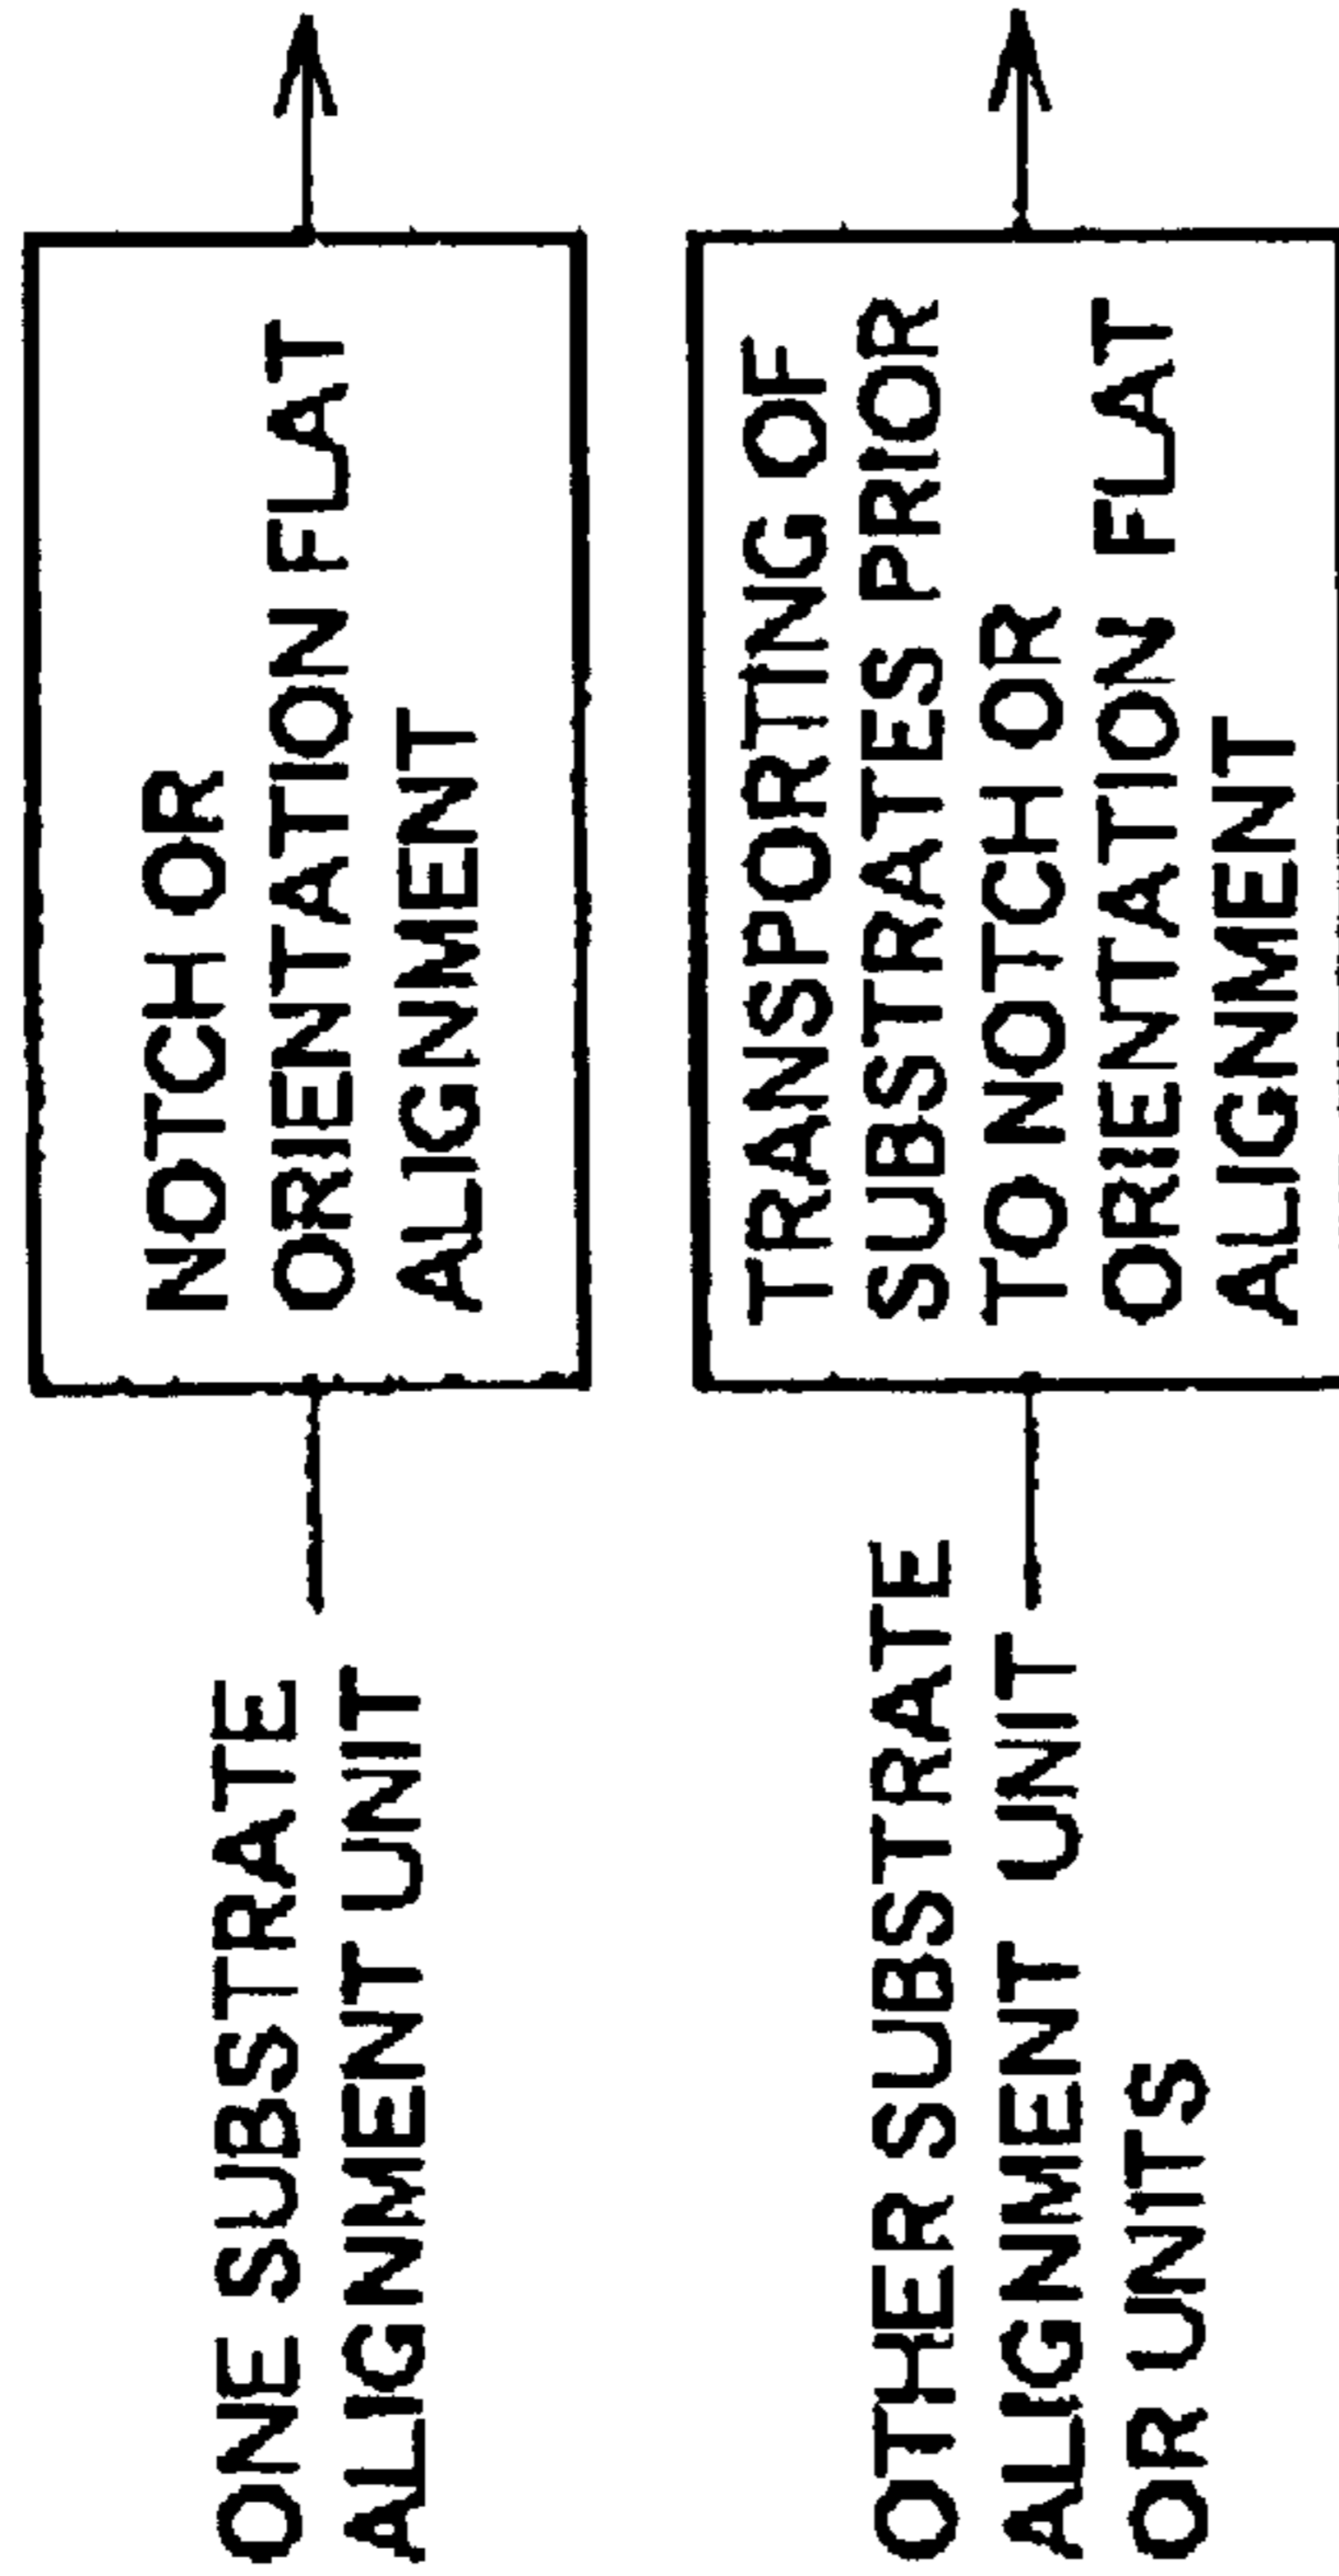 ONE SUBSTRATE
ALIGNMENT UNIT
NOTCH OR
ORIENTATION FLAT
ALIGNMENT
OTHER SUBSTRATE
ALIGNMENT UNIT
OR UNITS
TRANSPORTING OF
SUBSTRATES PRIOR
TO NOTCH OR
ORIENTATION FLAT
ALIGNMENT